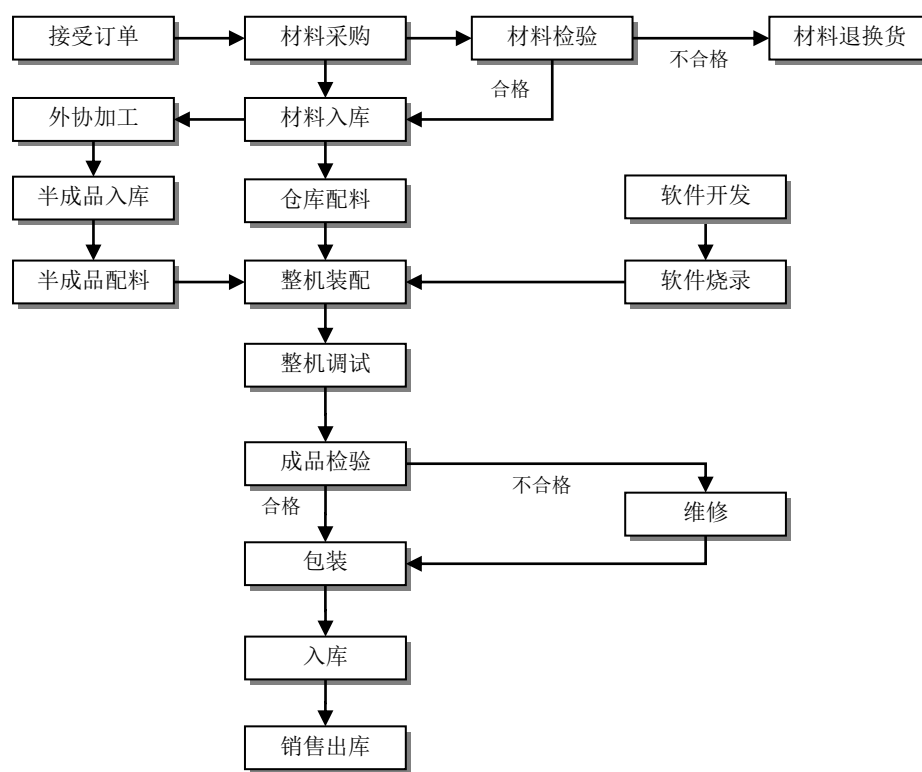 接受订单
材料采购
材料检验
材料退换货
不合格
合格
外协加工
材料入库
半成品入库
仓库配料
软件开发
半成品配料
整机装配
软件烧录
整机调试
成品检验
不合格
合格
维修
包装
入库
销售出库